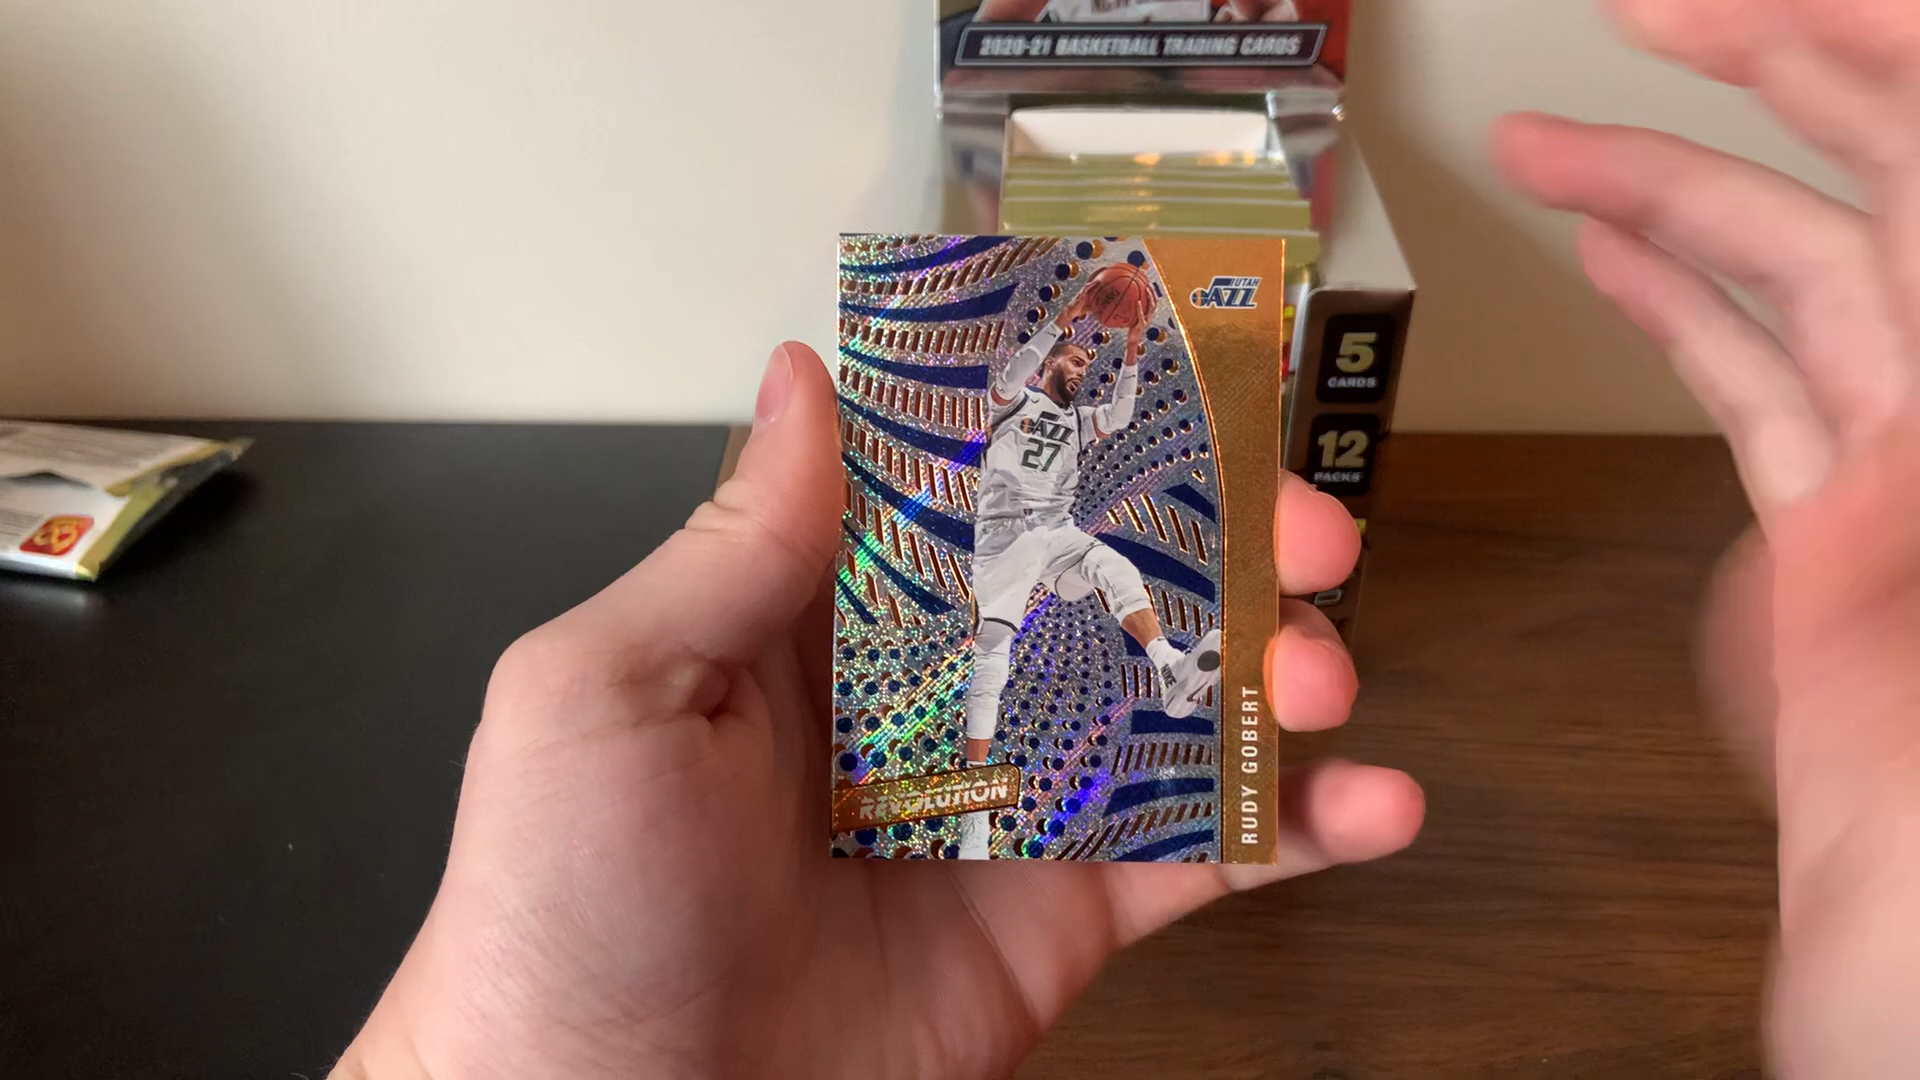 2020-21 BASKETBALL TRADING CARDS
UTAH
JAZZ
5
CARDS
12
PACKS
JAZZ
27
REVOLUTION
RUDY GOBERT